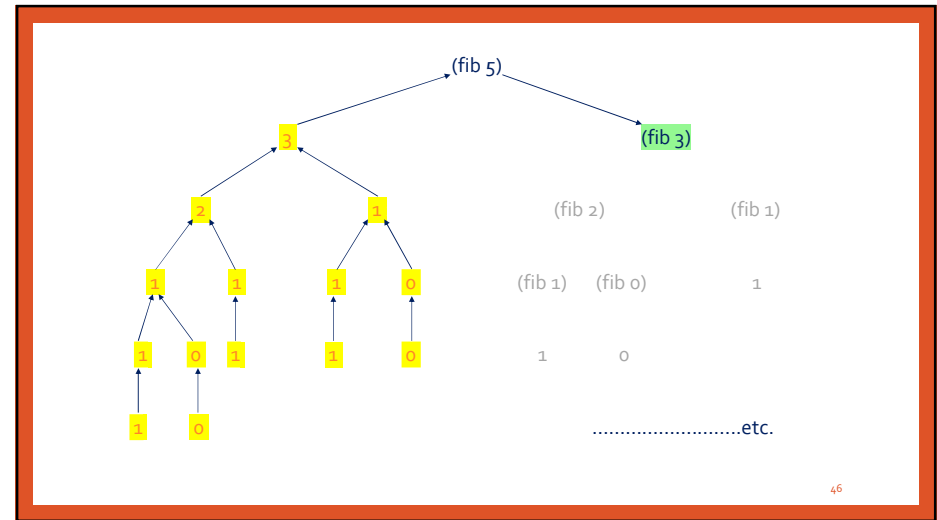 (fib 5)
3 (fib 3)
2 1 (fib 2) (fib 1)
1 1 1 0 (fib 1) (fib 0) 1
1 0 1 1 0 1 0
1 0 ...........................etc.
46